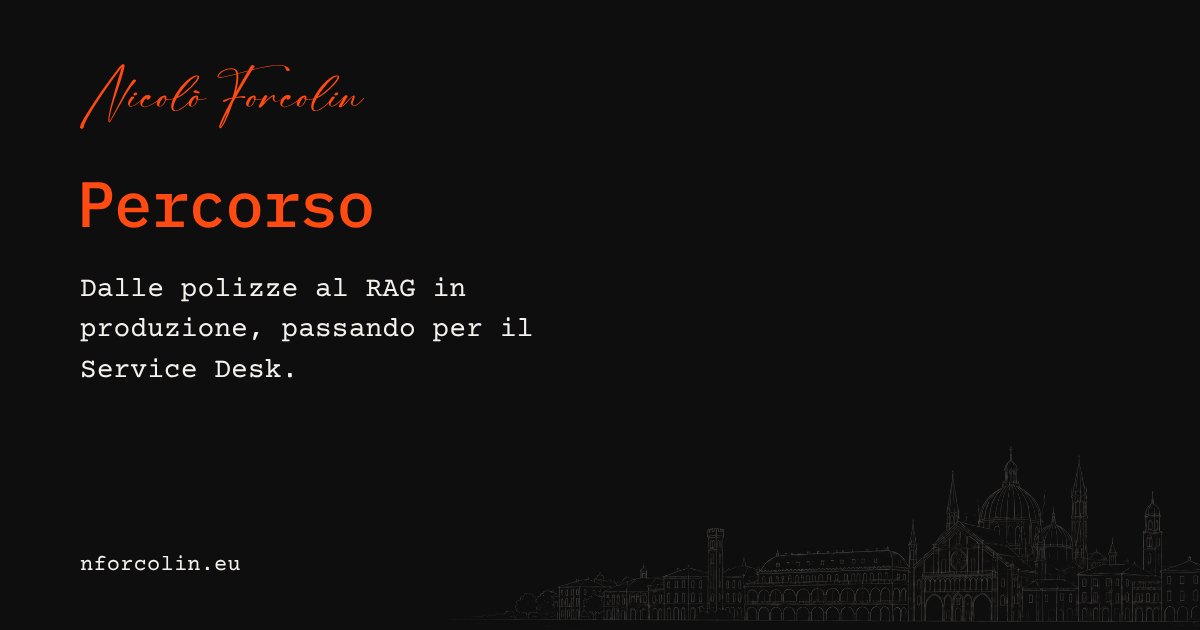 Nicolò Forcolin
Percorso
Dalle polizze al RAG in
produzione, passando per il
Service Desk.
nforcolin.eu